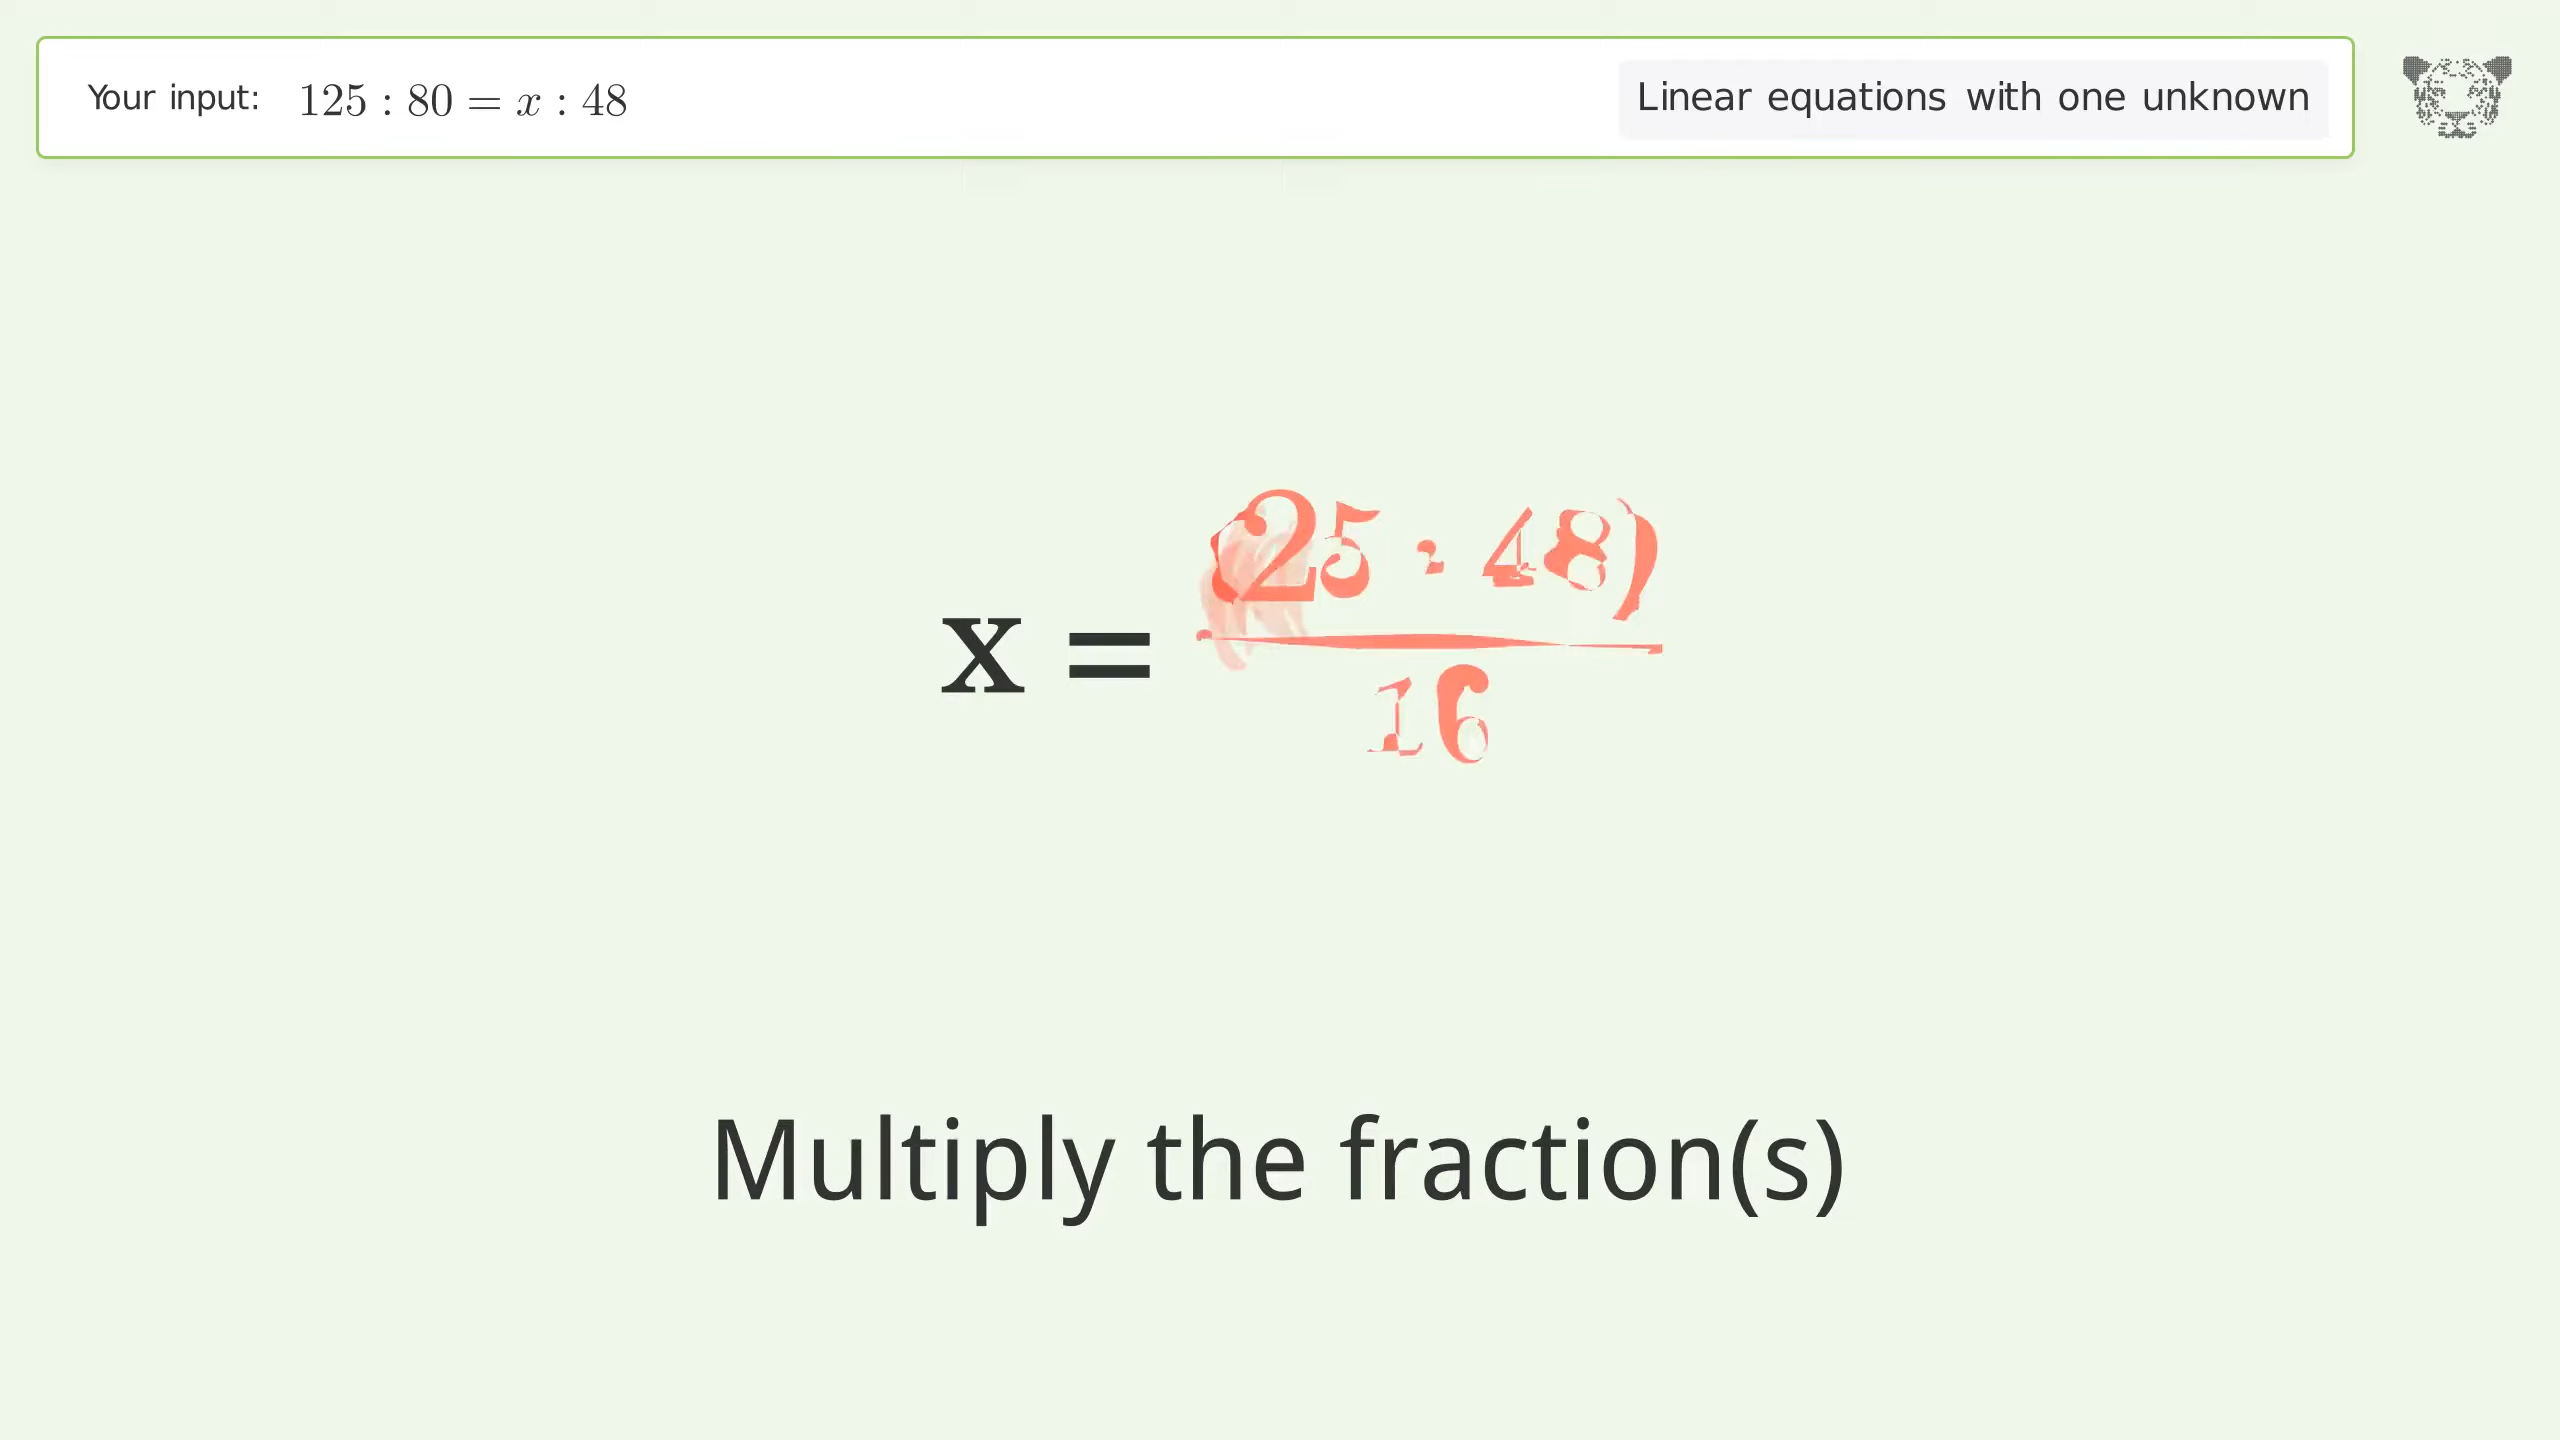 Your input: 125 : 80 = x : 48
Linear equations with one unknown
x = (25 · 48) / 16
Multiply the fraction(s)